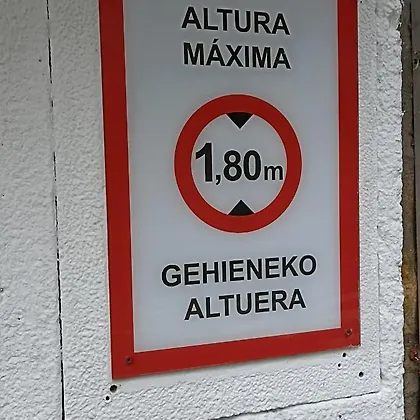 ALTURA
MÁXIMA
1,80m
GEHIENEKO
ALTUERA